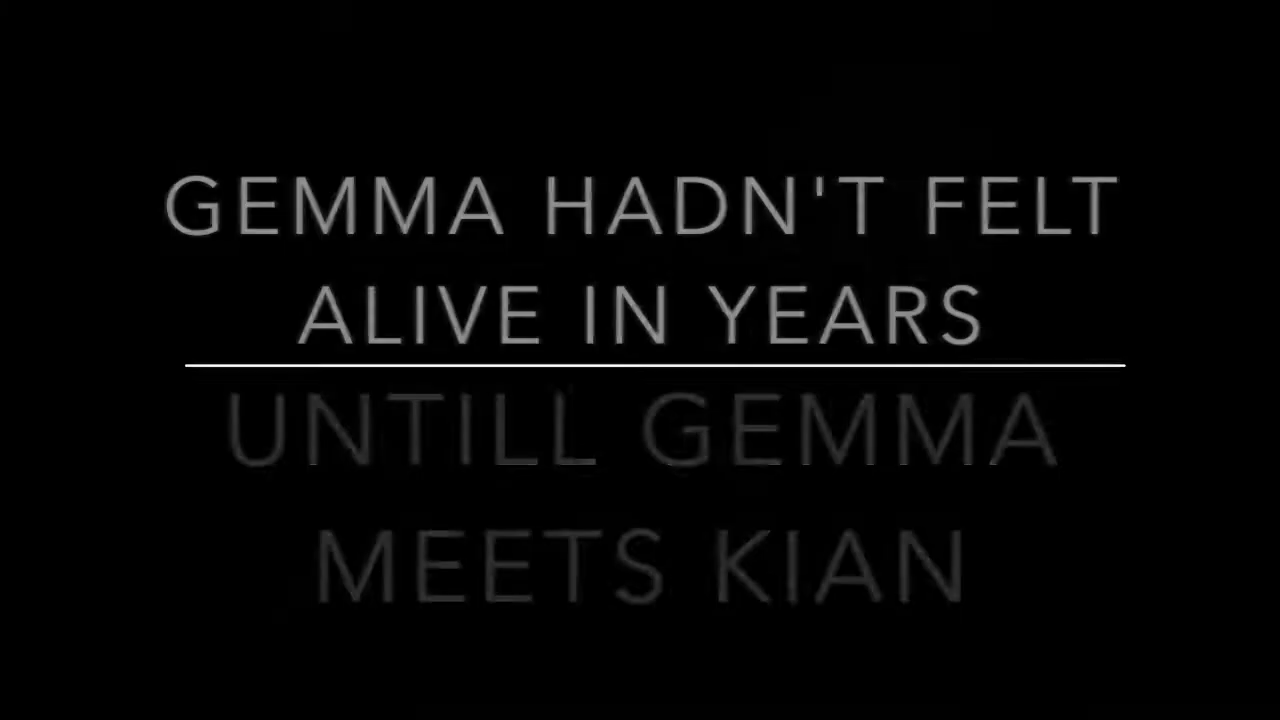 GEMMA HADN'T FELT
ALIVE IN YEARS
UNTILL GEMMA
MEETS KIAN